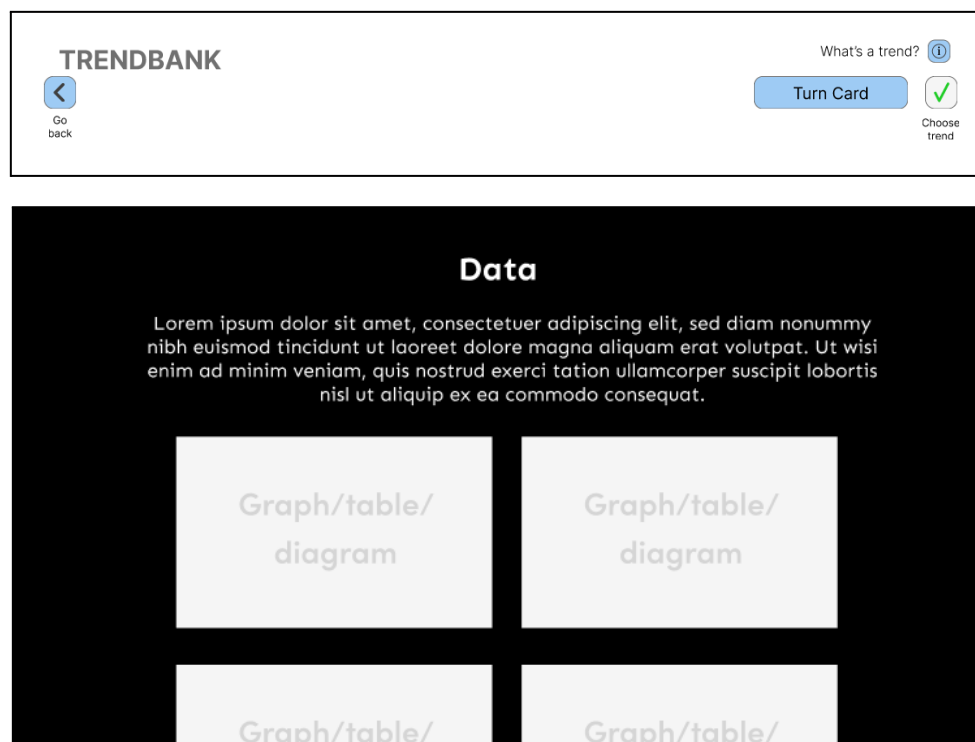 TRENDBANK
What's a trend?
Turn Card
Go
back
Choose
trend
Data
Lorem ipsum dolor sit amet, consectetuer adipiscing elit, sed diam nonummy
nibh euismod tincidunt ut laoreet dolore magna aliquam erat volutpat. Ut wisi
enim ad minim veniam, quis nostrud exerci tation ullamcorper suscipit lobortis
nisl ut aliquip ex ea commodo consequat.
Graph/table/
diagram
Graph/table/
diagram
Graph/table/
Graph/table/